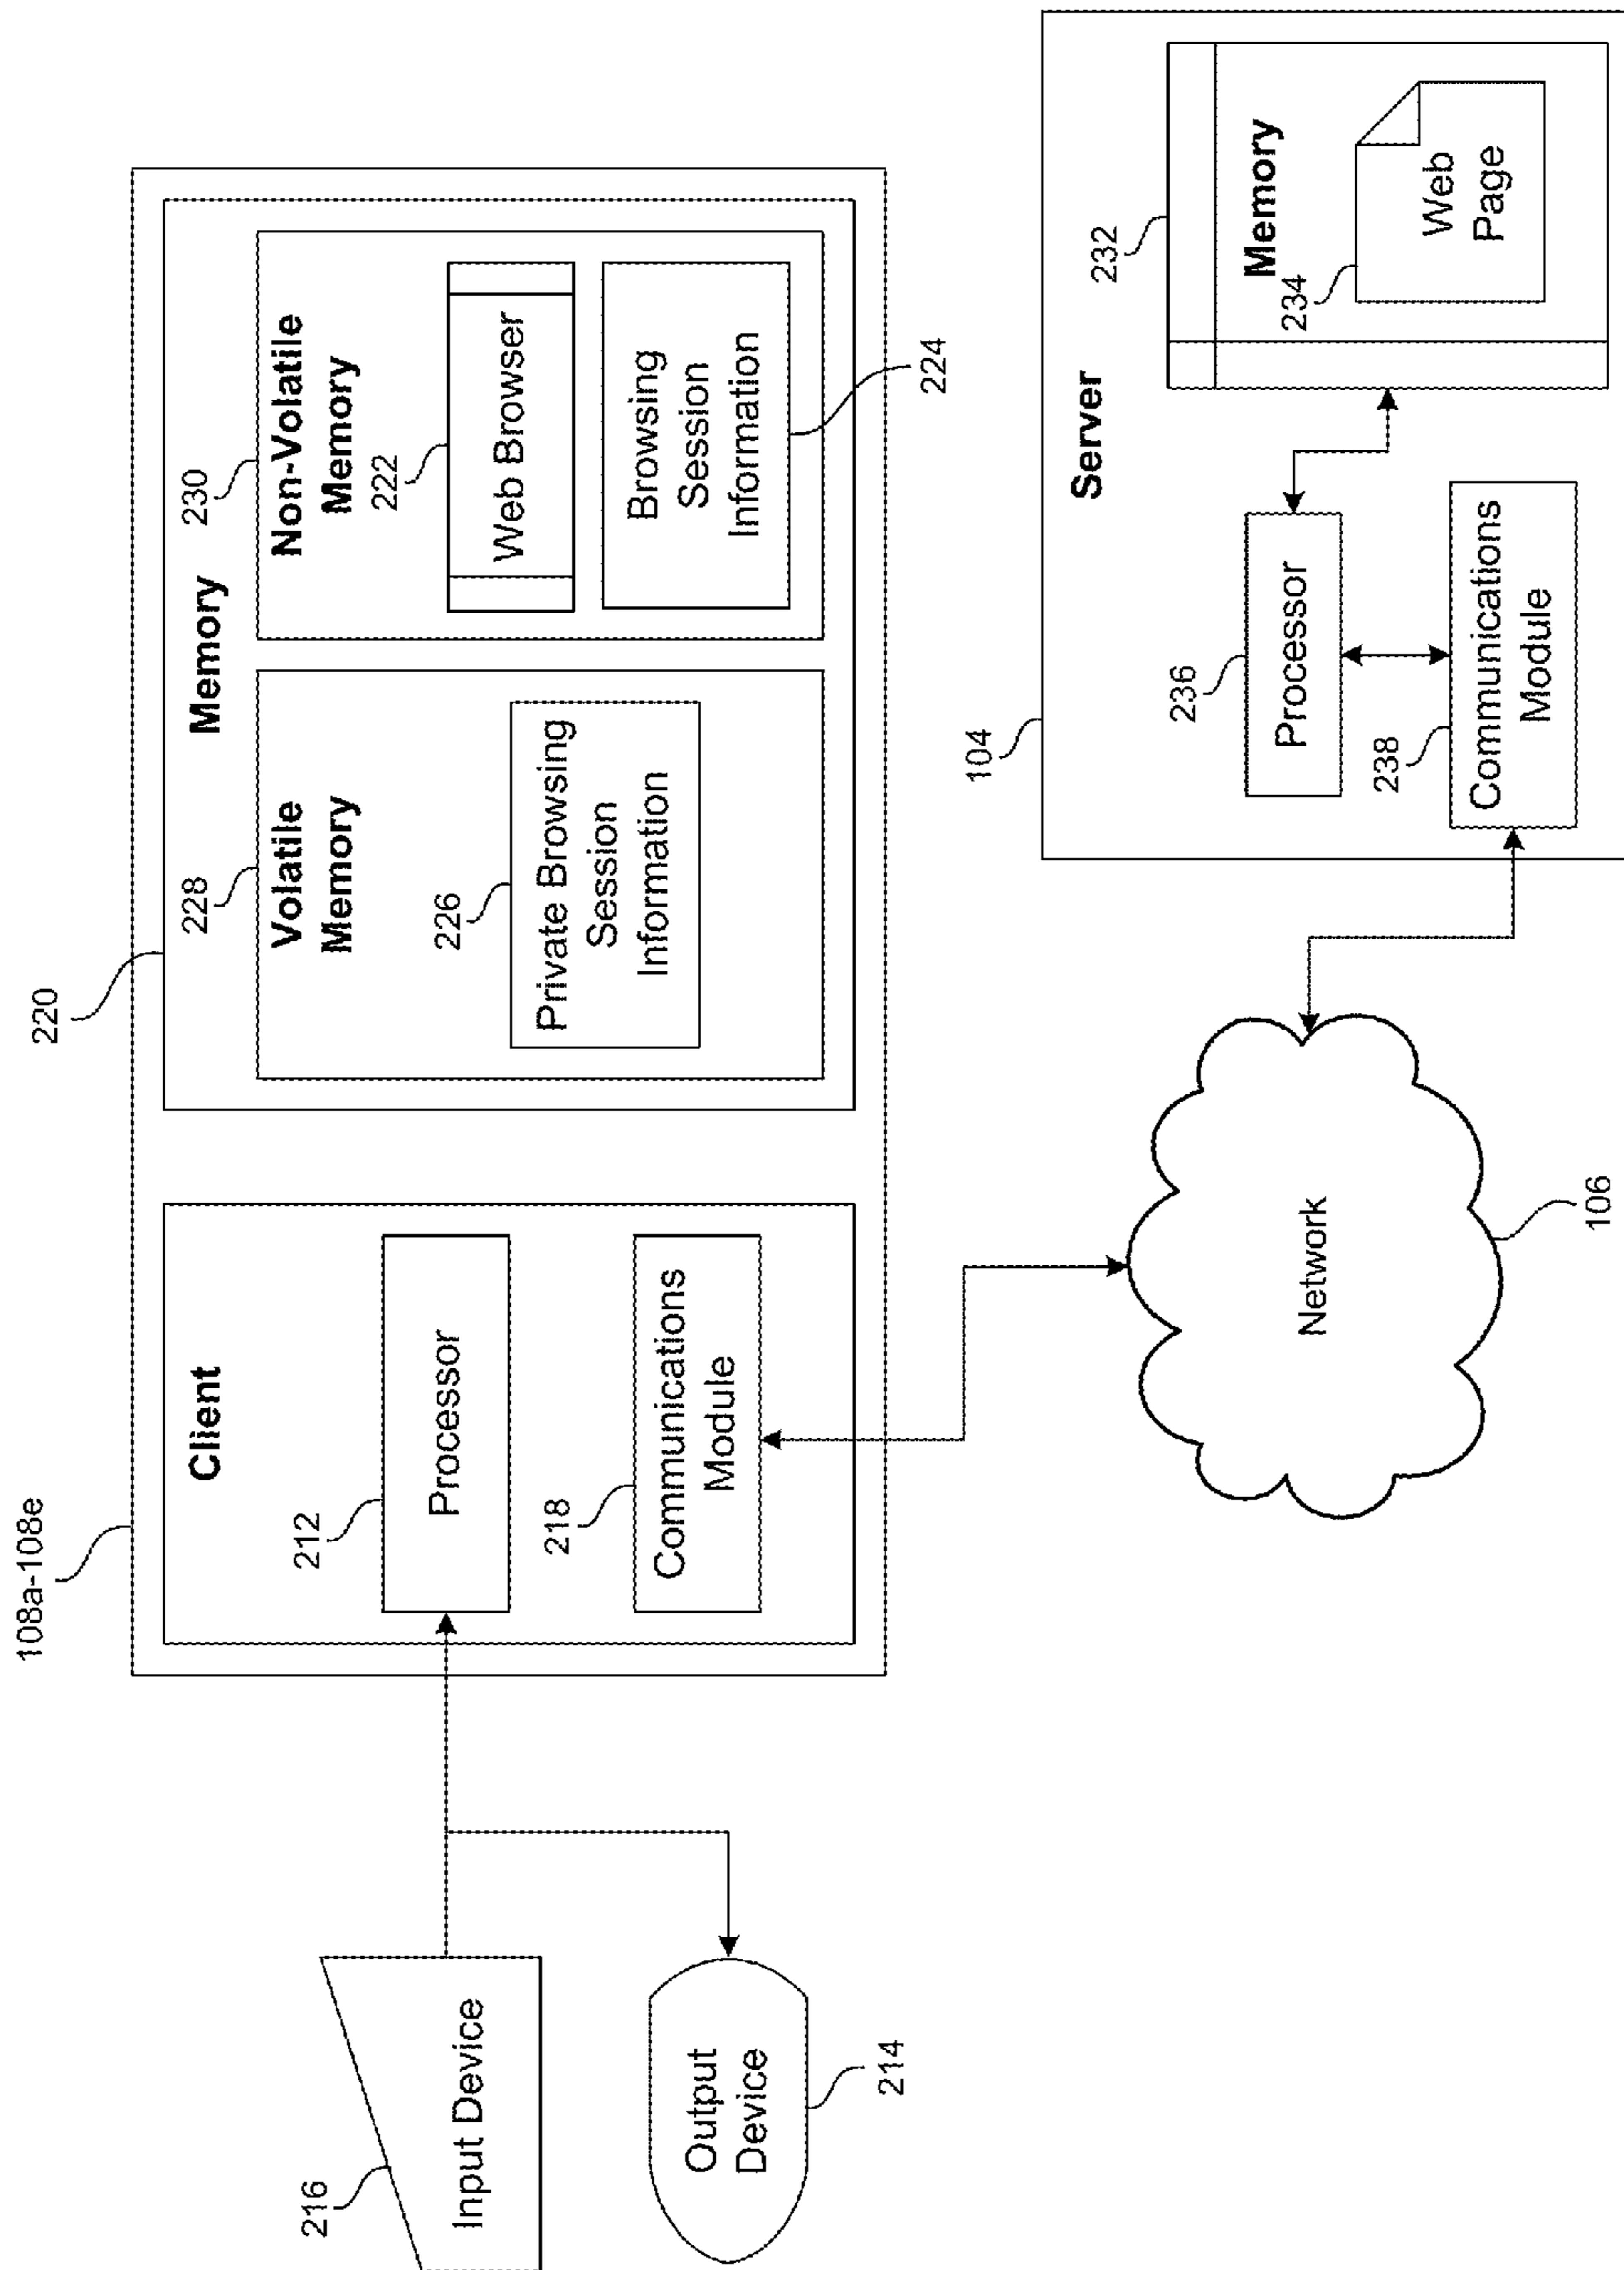 108a-108e
220
Client
Memory
228
Volatile
Memory
230
Non-Volatile
Memory
216
Input Device
212
Processor
226
Private Browsing
Session
Information
222
Web Browser
Output
Device
214
218
Communications
Module
Browsing
Session
Information
224
104
Server
Network
106
236
Processor
238
Communications
Module
232
Memory
234
Web
Page